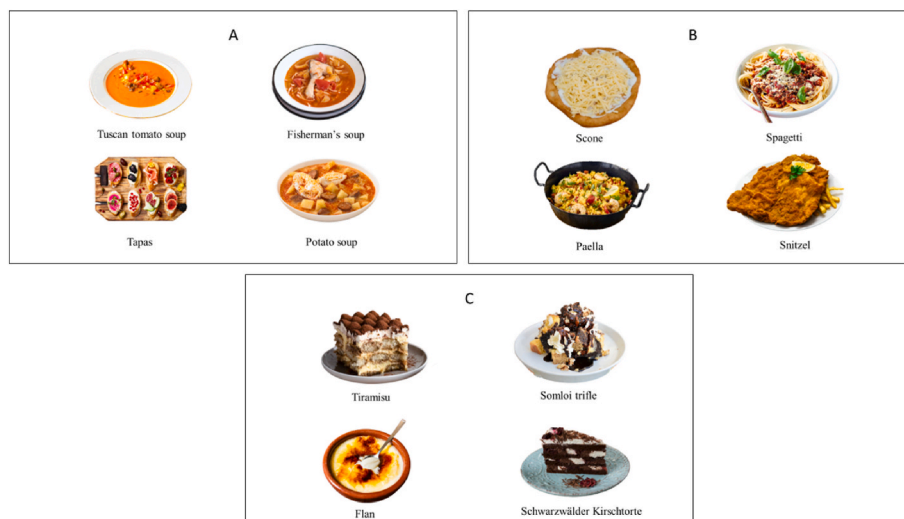 A
Tuscan tomato soup
Fisherman's soup
Tapas
Potato soup
B
Scone
Spagetti
Paella
Snitzel
C
Tiramisu
Somloi trifle
Flan
Schwarzwälder Kirschtorte